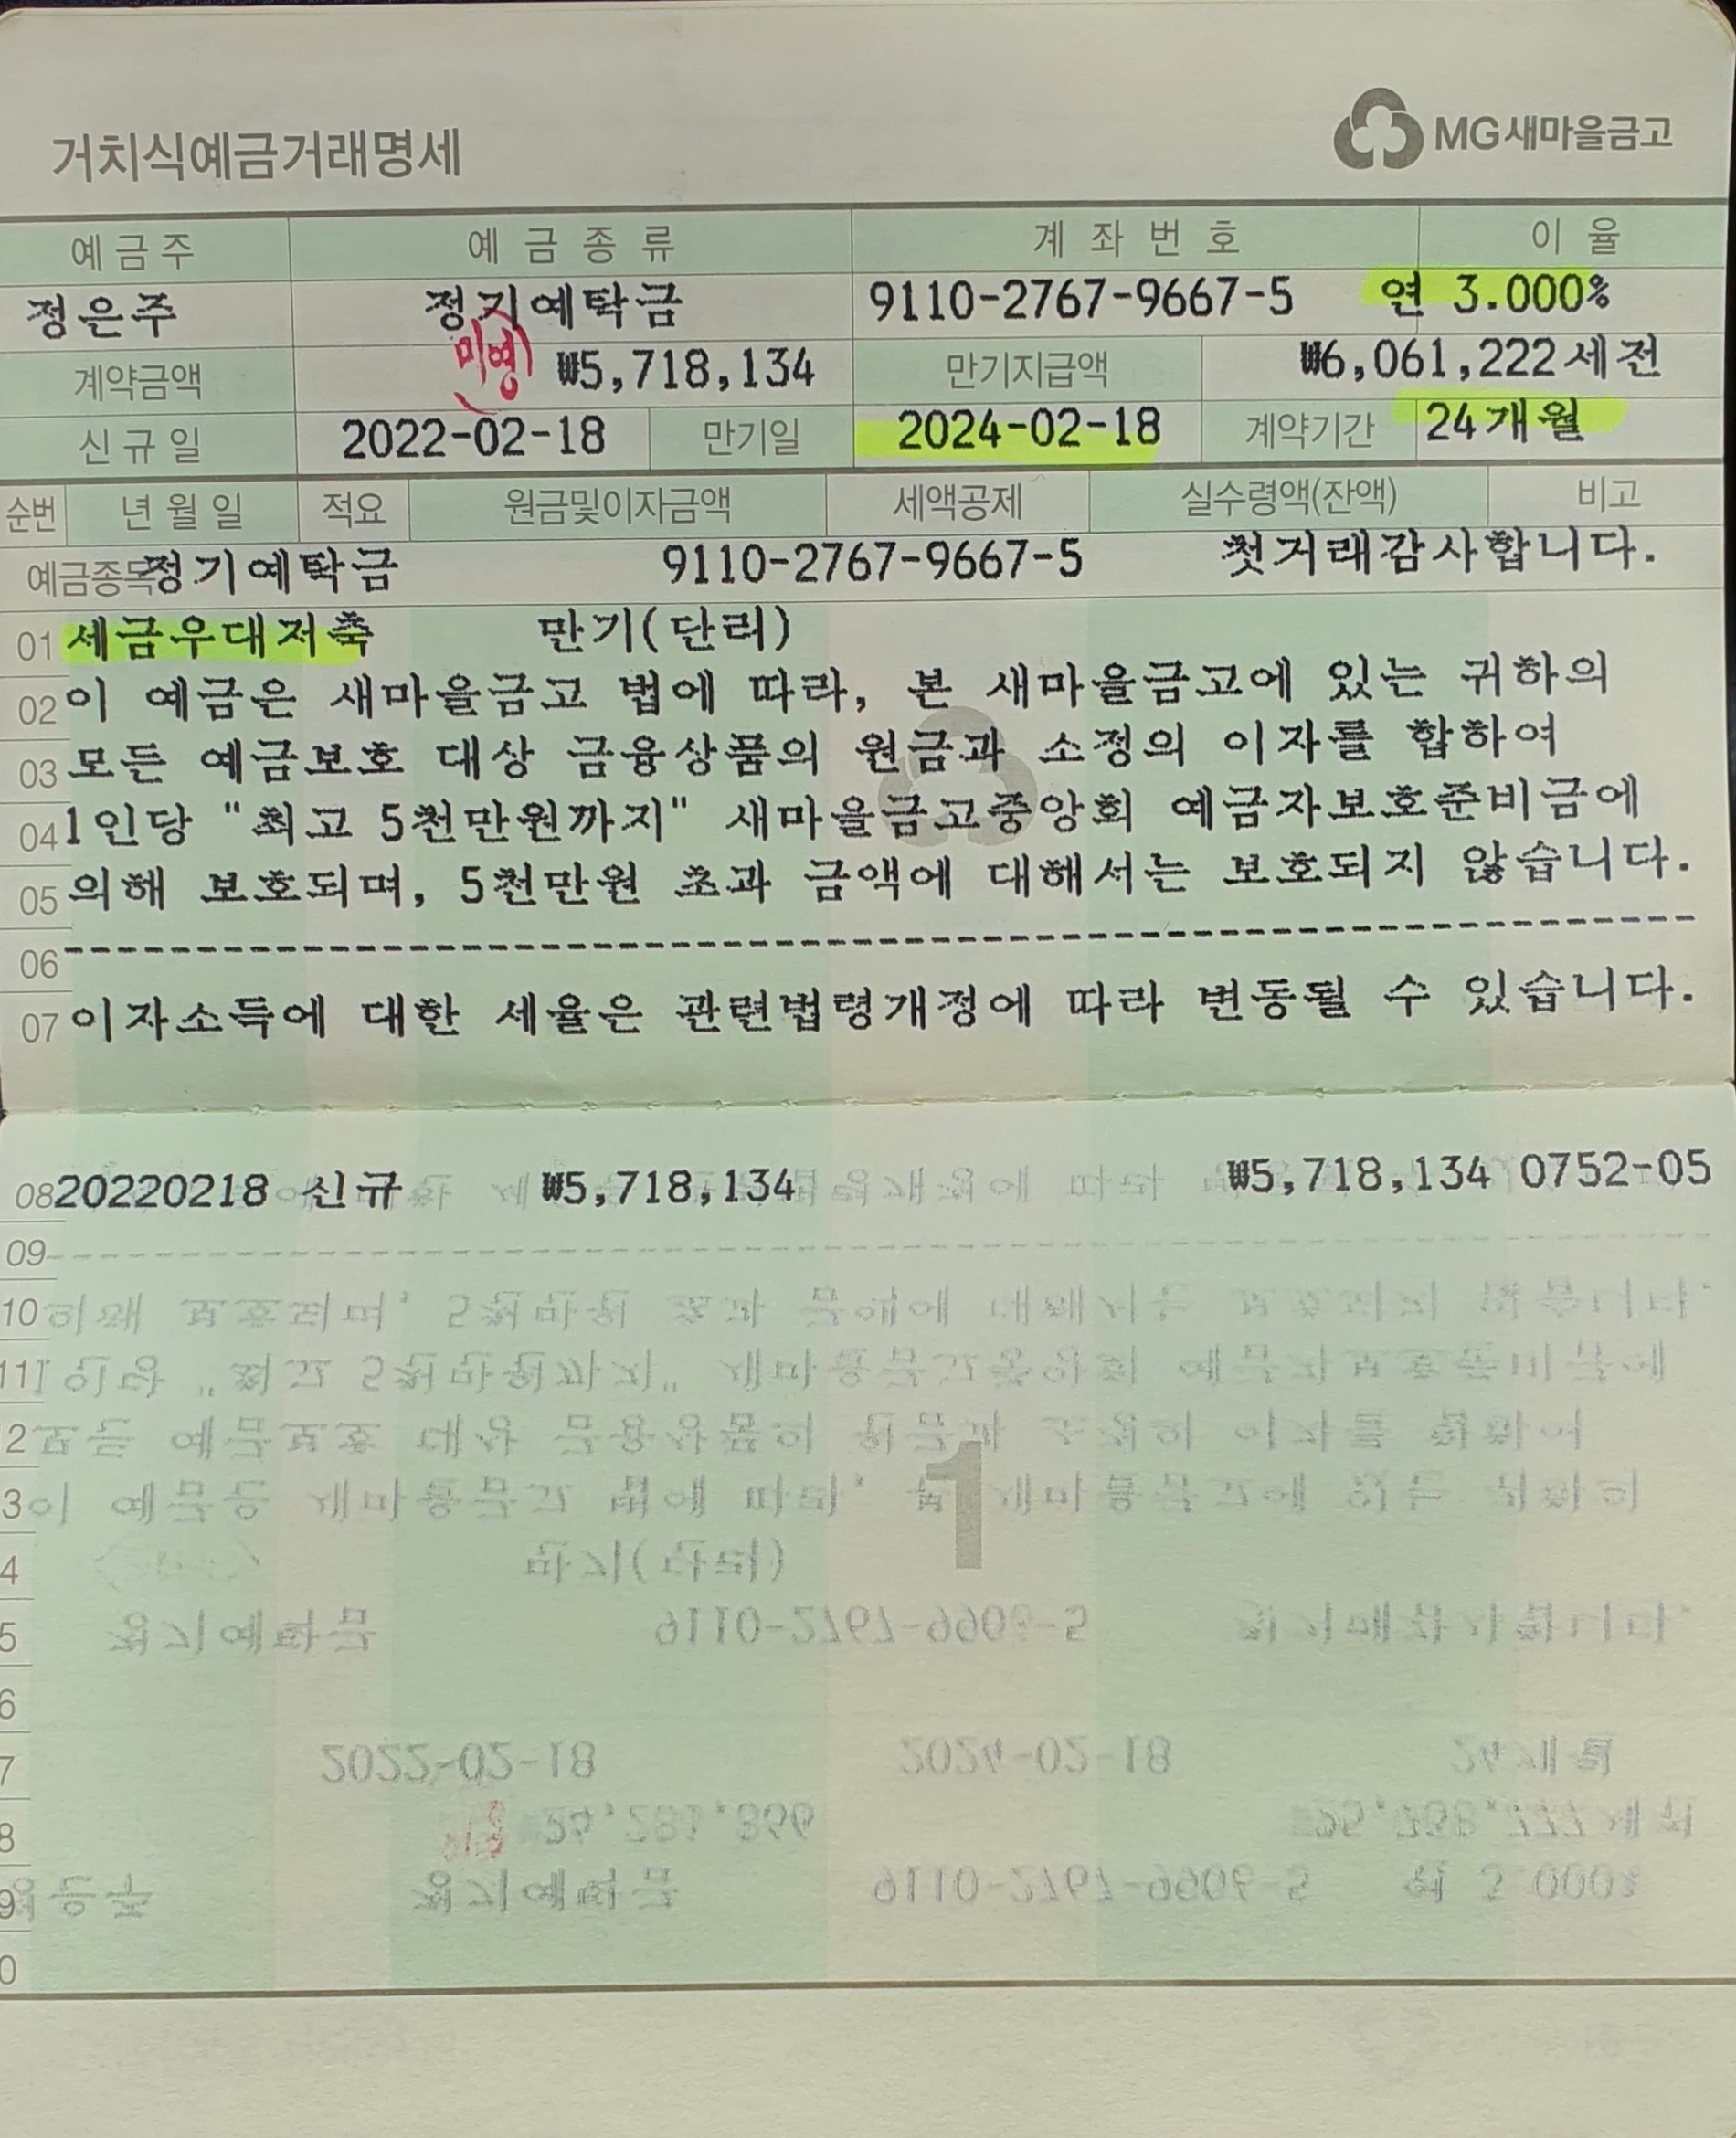 거치식예금거래명세
MG새마을금고
예금주 예금종류 계좌번호 이율
정은주 정기예탁금 9110-2767-9667-5 연 3.000%
계약금액 ₩5,718,134 만기지급액 ₩6,061,222세전
신규일 2022-02-18 만기일 2024-02-18 계약기간 24개월
순번 년월일 적요 원금및이자금액 세액공제 실수령액(잔액) 비고
예금종목 정기예탁금 9110-2767-9667-5 첫거래감사합니다.
01 세금우대저축 만기(단리)
02 이 예금은 새마을금고 법에 따라, 본 새마을금고에 있는 귀하의
03 모든 예금보호 대상 금융상품의 원금과 소정의 이자를 합하여
04 1인당 "최고 5천만원까지" 새마을금고중앙회 예금자보호준비금에
05 의해 보호되며, 5천만원 초과 금액에 대해서는 보호되지 않습니다.
06 --------------------------------------------------
07 이자소득에 대한 세율은 관련법령개정에 따라 변동될 수 있습니다.
08 20220218 신규 ₩5,718,134 ₩5,718,134 0752-05
09
10
11
2
3
1
4
5
6
7
8
9
0